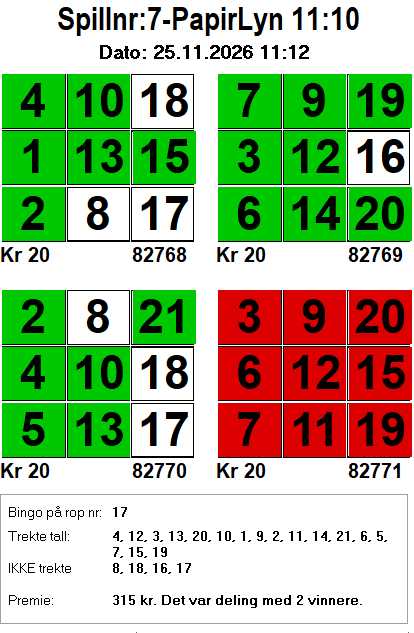 Spillnr:7-PapirLyn 11:10
Dato: 25.11.2026 11:12
4 10 18
1 13 15
2 8 17
Kr 20 82768
7 9 19
3 12 16
6 14 20
Kr 20 82769
2 8 21
4 10 18
5 13 17
Kr 20 82770
3 9 20
6 12 15
7 11 19
Kr 20 82771
Bingo på rop nr: 17
Trekte tall: 4, 12, 3, 13, 20, 10, 1, 9, 2, 11, 14, 21, 6, 5,
7, 15, 19
IKKE trekte 8, 18, 16, 17
Premie: 315 kr. Det var deling med 2 vinnere.